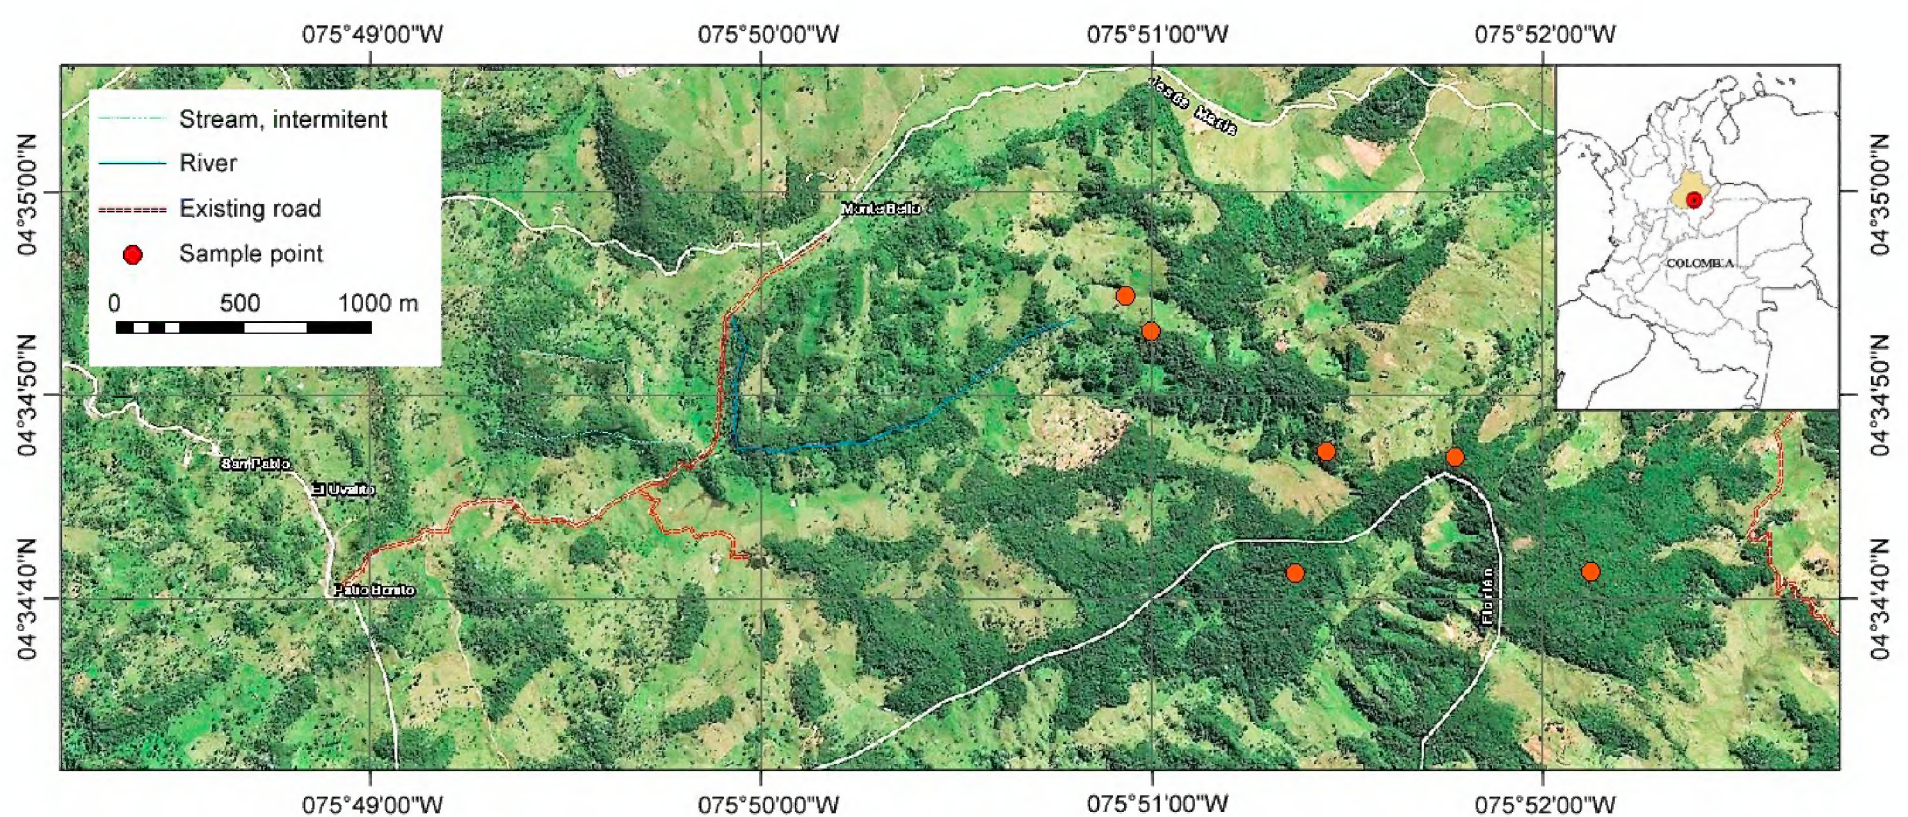 075°49'00"W 075°50'00"W 075°51'00"W 075°52'00"W
Stream, intermitent
River
Existing road
Sample point
0 500 1000 m
04°35'00"N
04°34'50"N
04°34'40"N
Jesús María
Monte Bello
San Pablo
El Uvalito
Patio Bonito
Florián
COLOMBIA
04°35'00"N
04°34'50"N
04°34'40"N
075°49'00"W 075°50'00"W 075°51'00"W 075°52'00"W